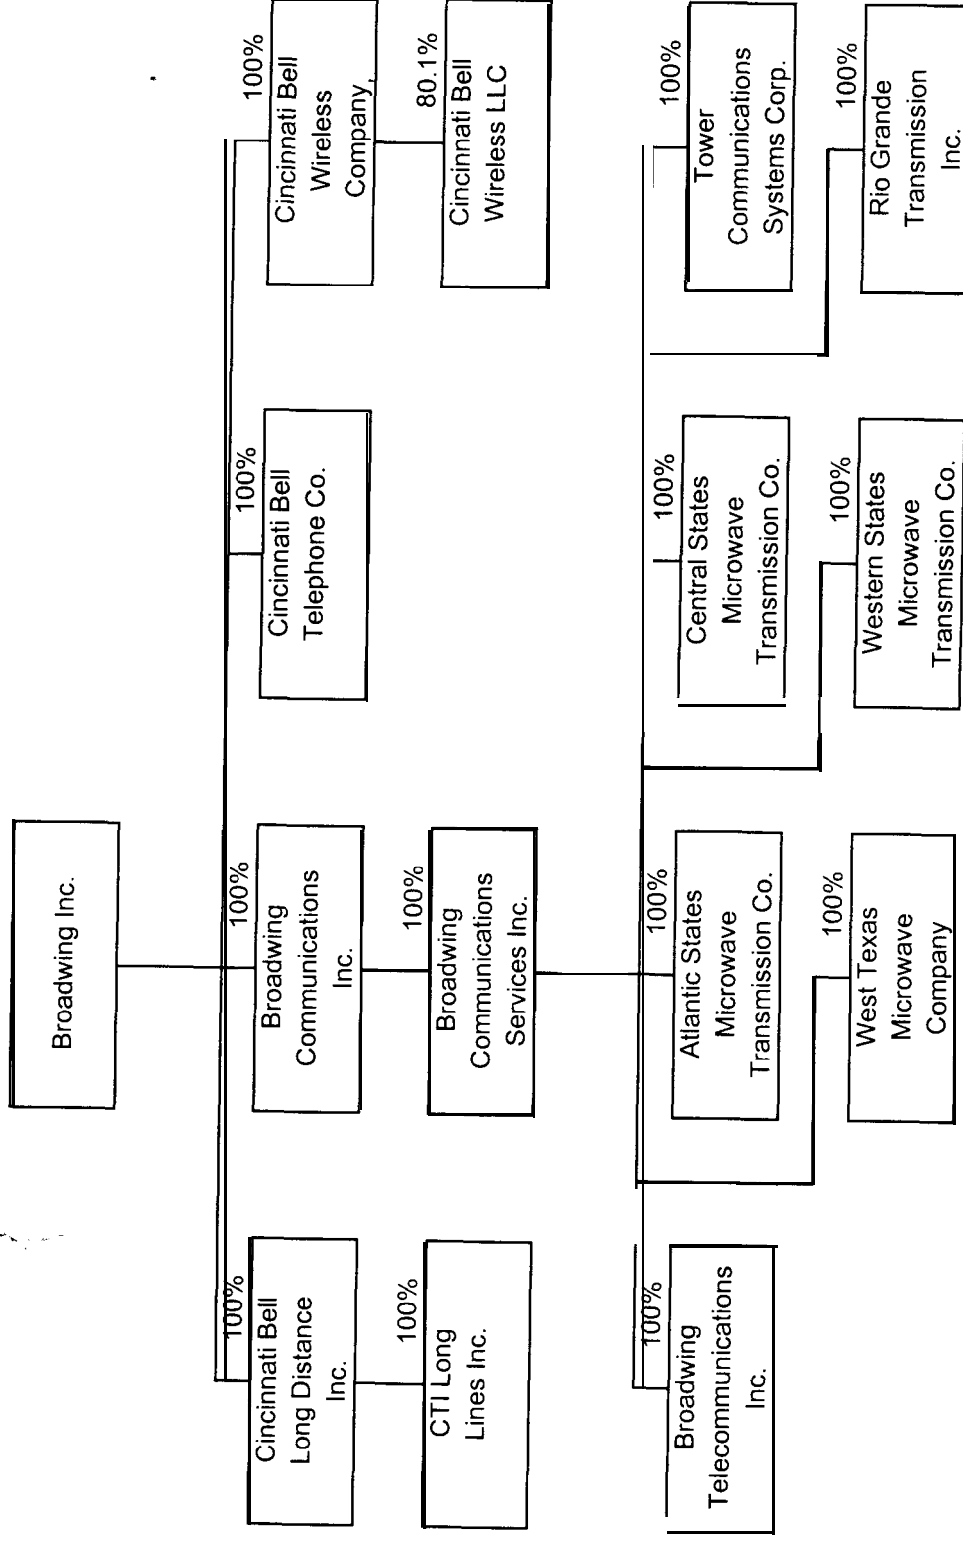 Broadwing Inc.
100%
Cincinnati Bell
Long Distance
Inc.
100%
Broadwing
Communications
Inc.
100%
Cincinnati Bell
Telephone Co.
100%
Cincinnati Bell
Wireless
Company,
100%
CTI Long
Lines Inc.
100%
Broadwing
Communications
Services Inc.
80.1%
Cincinnati Bell
Wireless LLC
100%
Broadwing
Telecommunications
Inc.
100%
Atlantic States
Microwave
Transmission Co.
100%
Central States
Microwave
Transmission Co.
100%
Tower
Communications
Systems Corp.
100%
West Texas
Microwave
Company
100%
Western States
Microwave
Transmission Co.
100%
Rio Grande
Transmission
Inc.